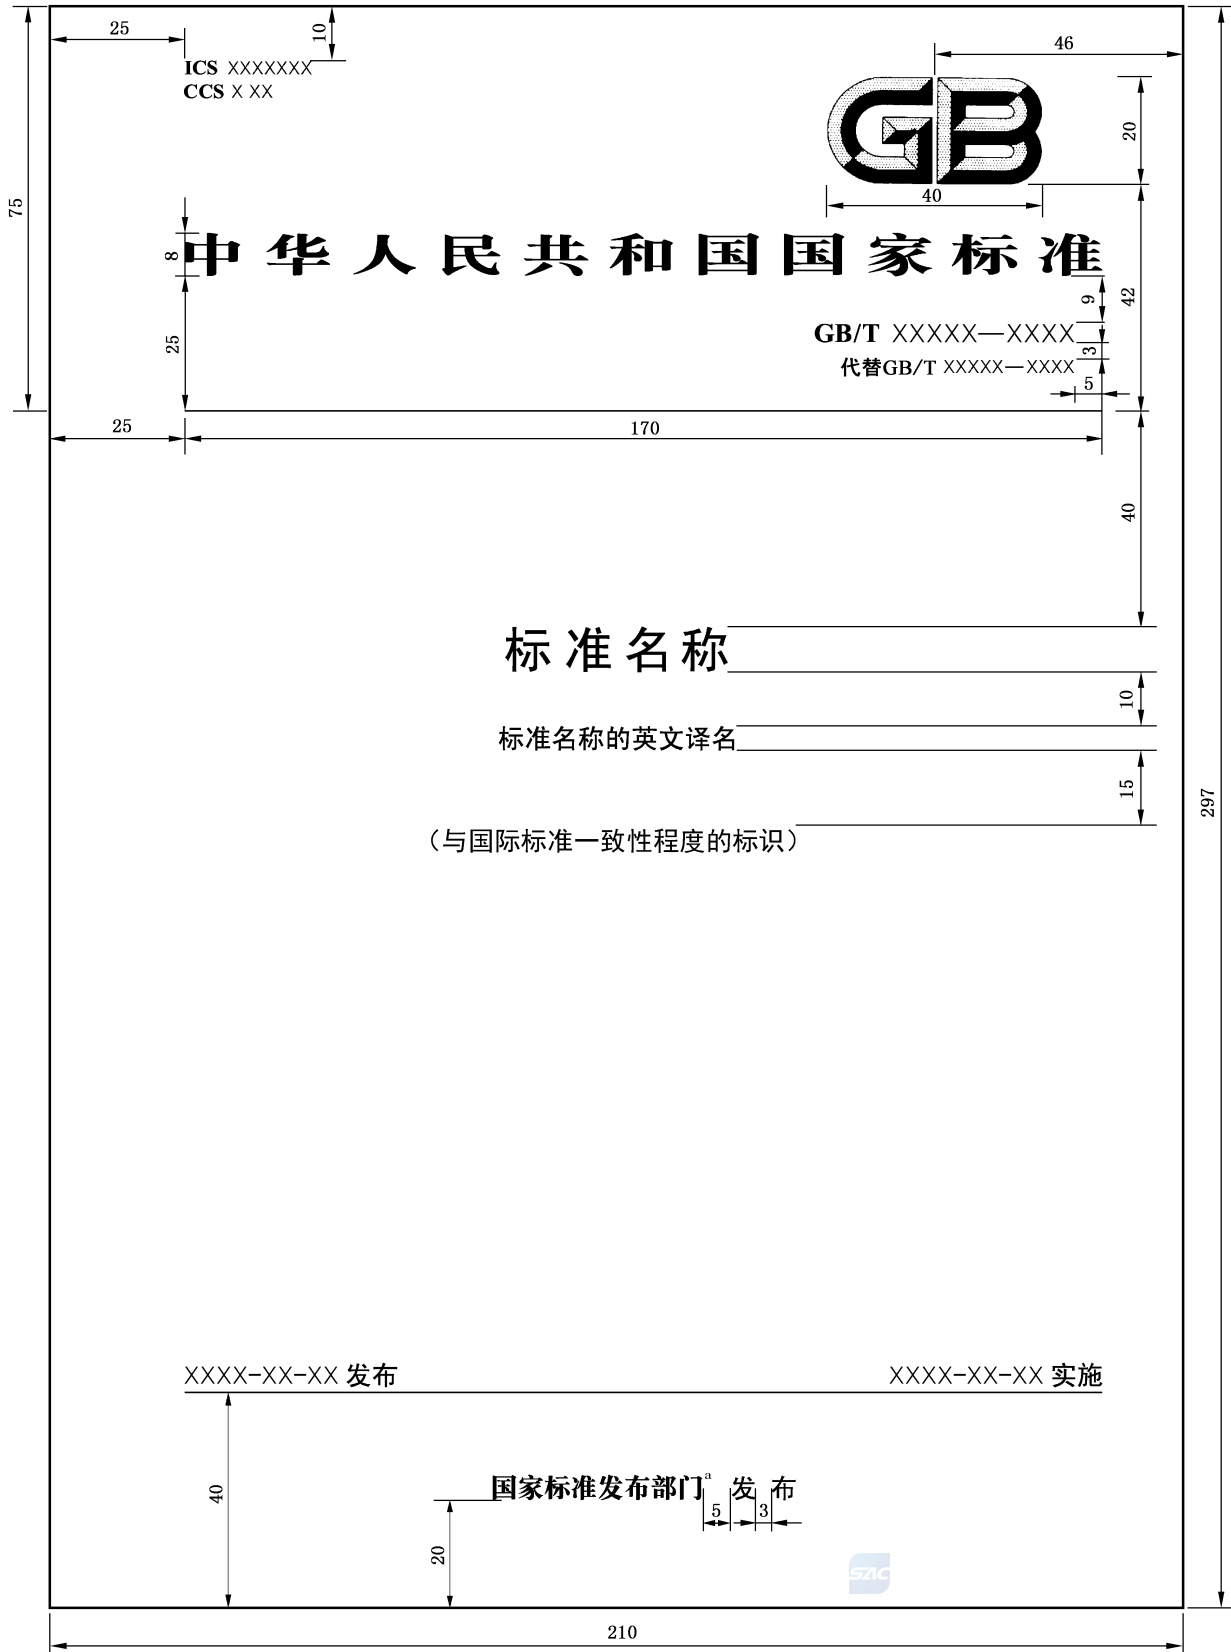 25
10
46
ICS XXXXXXX
CCS X XX
GB
20
40
75
8
中华人民共和国国家标准
9
42
25
GB/T XXXXX—XXXX
3
代替GB/T XXXXX—XXXX
5
25
170
40
标准名称
10
标准名称的英文译名
15
297
（与国际标准一致性程度的标识）
XXXX-XX-XX 发布
XXXX-XX-XX 实施
40
国家标准发布部门a 发布
5
3
20
SAC
210